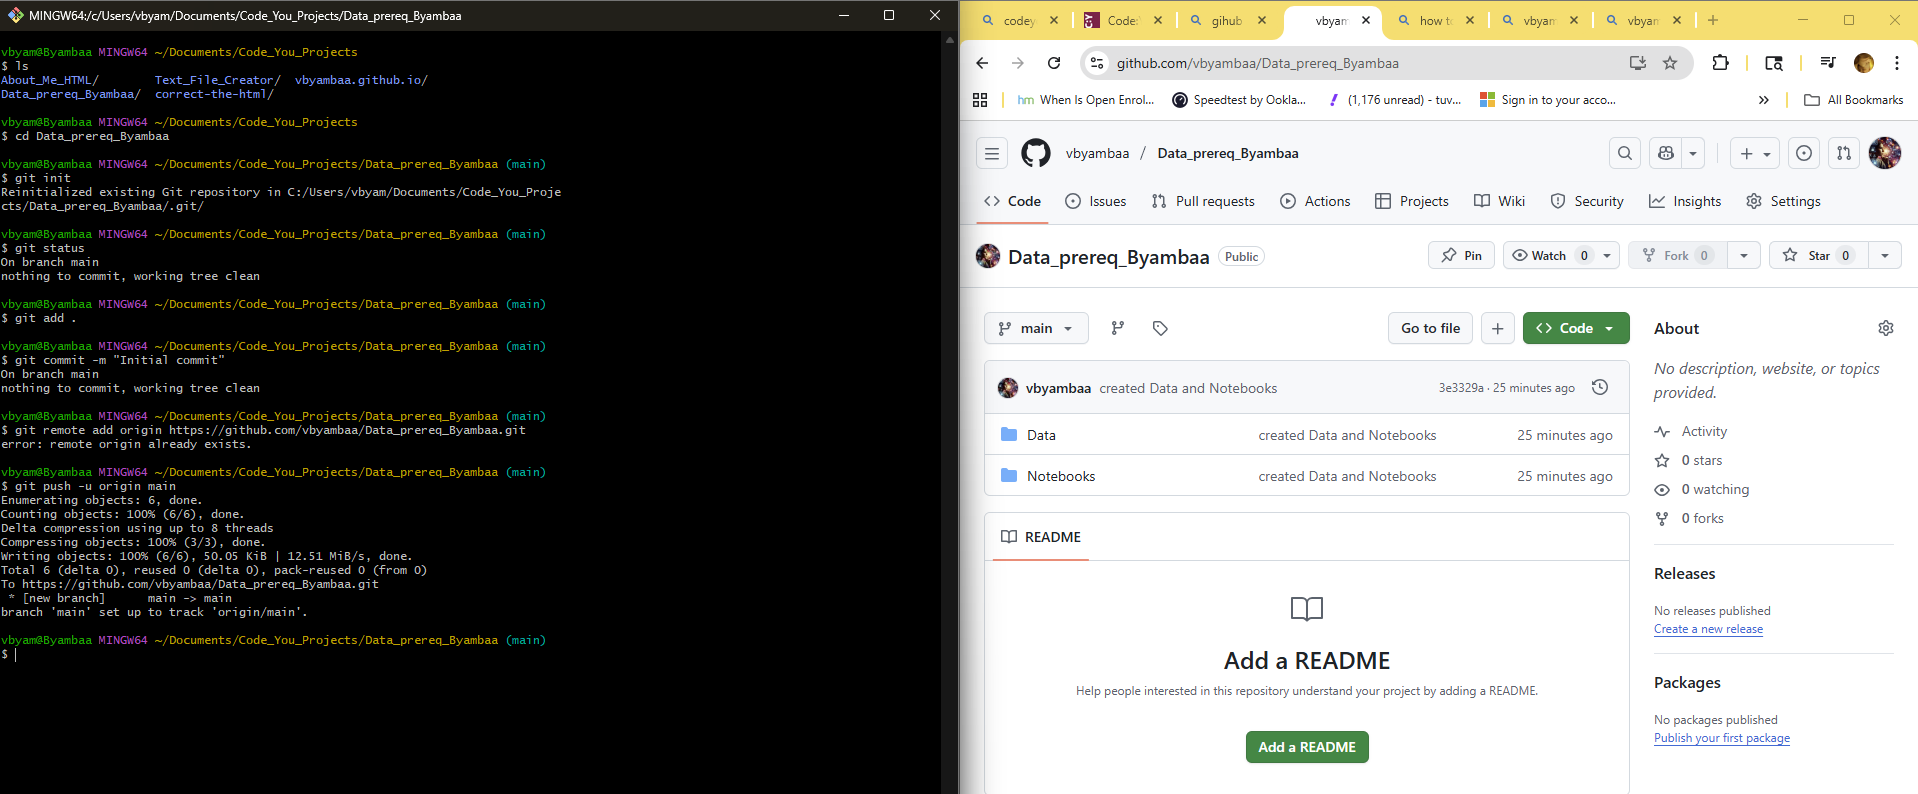 MINGW64:/c/Users/vbyam/Documents/Code_You_Projects/Data_prereq_Byambaa
vbyam@Byambaa MINGW64 ~/Documents/Code_You_Projects
$ ls
About_Me_HTML/ Text_File_Creator/ vbyambaa.github.io/
Data_prereq_Byambaa/ correct-the-html/
vbyam@Byambaa MINGW64 ~/Documents/Code_You_Projects
$ cd Data_prereq_Byambaa
vbyam@Byambaa MINGW64 ~/Documents/Code_You_Projects/Data_prereq_Byambaa (main)
$ git init
Reinitialized existing Git repository in C:/Users/vbyam/Documents/Code_You_Proje
cts/Data_prereq_Byambaa/.git/
vbyam@Byambaa MINGW64 ~/Documents/Code_You_Projects/Data_prereq_Byambaa (main)
$ git status
On branch main
nothing to commit, working tree clean
vbyam@Byambaa MINGW64 ~/Documents/Code_You_Projects/Data_prereq_Byambaa (main)
$ git add .
vbyam@Byambaa MINGW64 ~/Documents/Code_You_Projects/Data_prereq_Byambaa (main)
$ git commit -m "Initial commit"
On branch main
nothing to commit, working tree clean
vbyam@Byambaa MINGW64 ~/Documents/Code_You_Projects/Data_prereq_Byambaa (main)
$ git remote add origin https://github.com/vbyambaa/Data_prereq_Byambaa.git
error: remote origin already exists.
vbyam@Byambaa MINGW64 ~/Documents/Code_You_Projects/Data_prereq_Byambaa (main)
$ git push -u origin main
Enumerating objects: 6, done.
Counting objects: 100% (6/6), done.
Delta compression using up to 8 threads
Compressing objects: 100% (3/3), done.
Writing objects: 100% (6/6), 50.05 KiB | 12.51 MiB/s, done.
Total 6 (delta 0), reused 0 (delta 0), pack-reused 0 (from 0)
To https://github.com/vbyambaa/Data_prereq_Byambaa.git
* [new branch] main -> main
branch 'main' set up to track 'origin/main'.
vbyam@Byambaa MINGW64 ~/Documents/Code_You_Projects/Data_prereq_Byambaa (main)
$
codey CY Code: gihub vbyam how t vbyam vbyam
github.com/vbyambaa/Data_prereq_Byambaa
hm When Is Open Enrol... Speedtest by Ookla... (1,176 unread) - tuv... Sign in to your acco... » All Bookmarks
vbyambaa / Data_prereq_Byambaa
Code Issues Pull requests Actions Projects Wiki Security Insights Settings
Data_prereq_Byambaa Public Pin Watch 0 Fork 0 Star 0
main Go to file Code
vbyambaa created Data and Notebooks 3e3329a · 25 minutes ago
Data created Data and Notebooks 25 minutes ago
Notebooks created Data and Notebooks 25 minutes ago
README
Add a README
Help people interested in this repository understand your project by adding a README.
Add a README
About
No description, website, or topics
provided.
Activity
0 stars
0 watching
0 forks
Releases
No releases published
Create a new release
Packages
No packages published
Publish your first package